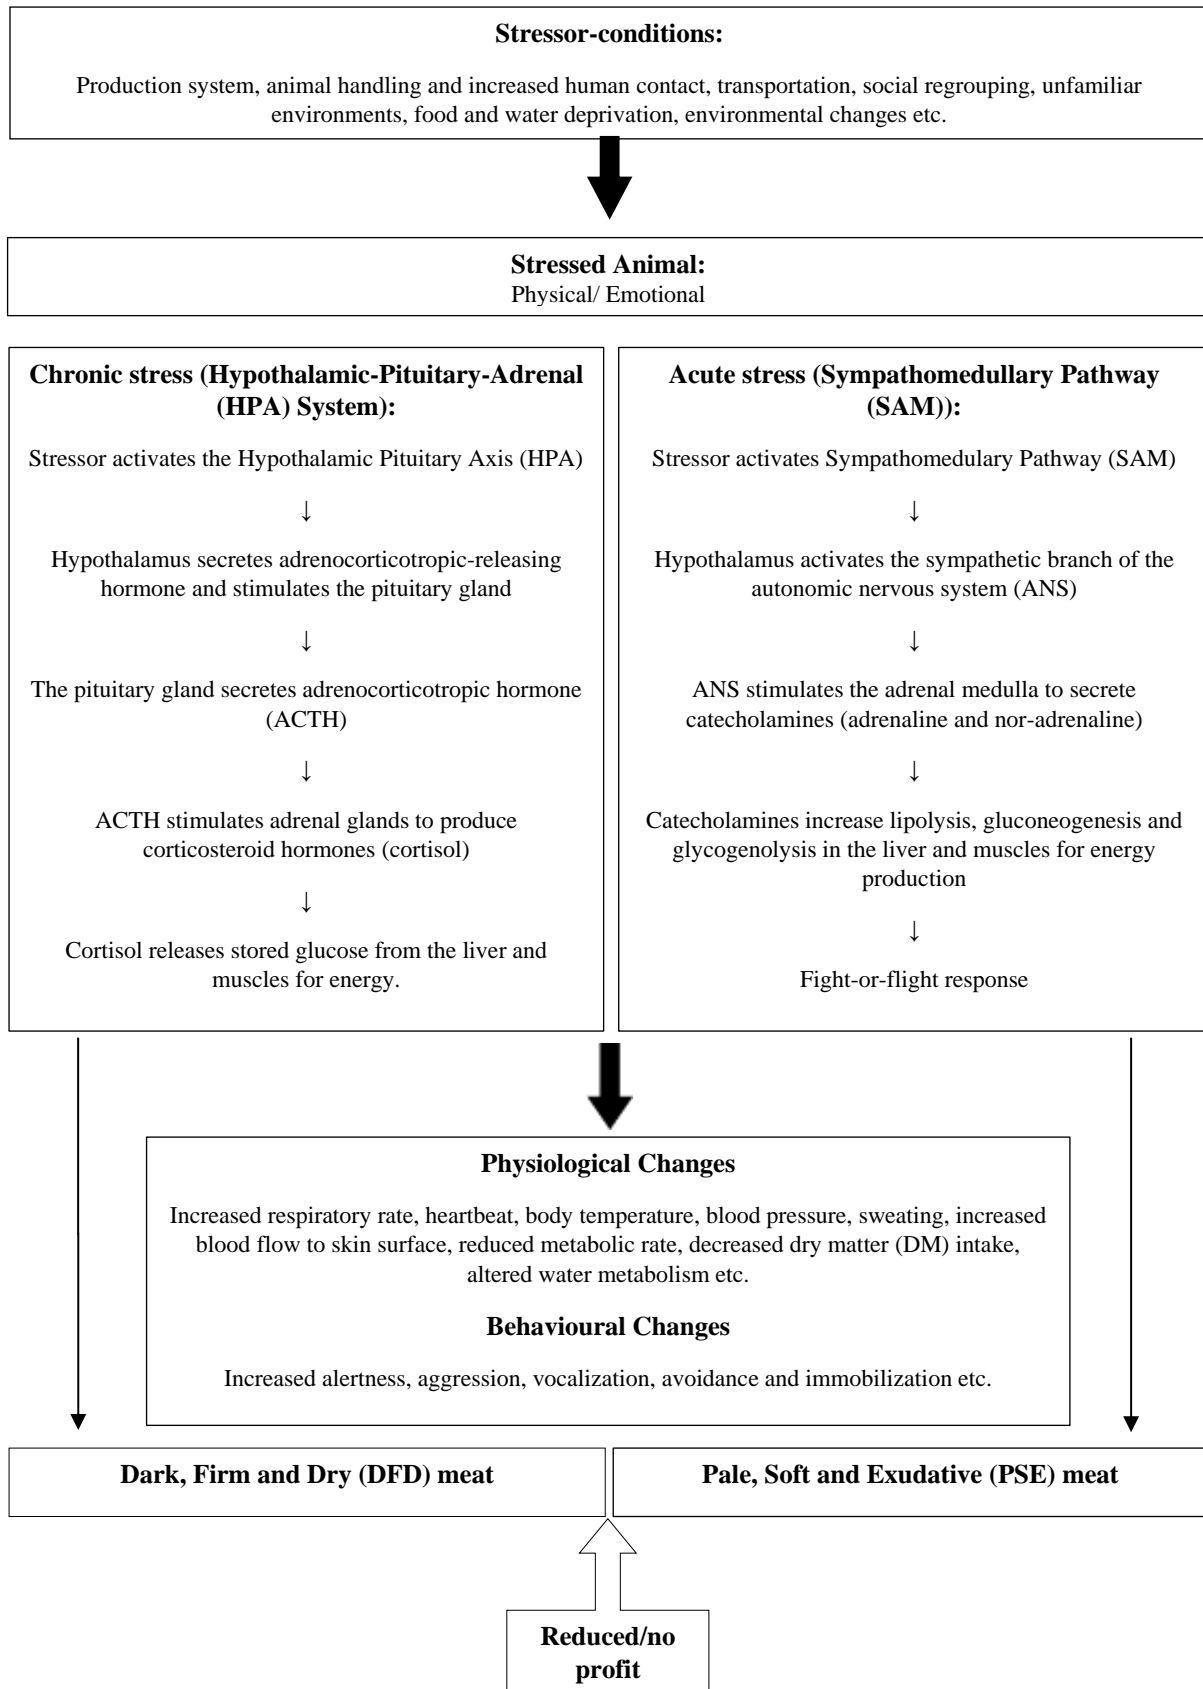 Stressor-conditions:
Production system, animal handling and increased human contact, transportation, social regrouping, unfamiliar
environments, food and water deprivation, environmental changes etc.
Stressed Animal:
Physical/ Emotional
Chronic stress (Hypothalamic-Pituitary-Adrenal
(HPA) System):
Stressor activates the Hypothalamic Pituitary Axis (HPA)
↓
Hypothalamus secretes adrenocorticotropic-releasing
hormone and stimulates the pituitary gland
↓
The pituitary gland secretes adrenocorticotropic hormone
(ACTH)
↓
ACTH stimulates adrenal glands to produce
corticosteroid hormones (cortisol)
↓
Cortisol releases stored glucose from the liver and
muscles for energy.
Acute stress (Sympathomedullary Pathway
(SAM)):
Stressor activates Sympathomedulary Pathway (SAM)
↓
Hypothalamus activates the sympathetic branch of the
autonomic nervous system (ANS)
↓
ANS stimulates the adrenal medulla to secrete
catecholamines (adrenaline and nor-adrenaline)
↓
Catecholamines increase lipolysis, gluconeogenesis and
glycogenolysis in the liver and muscles for energy
production
↓
Fight-or-flight response
Physiological Changes
Increased respiratory rate, heartbeat, body temperature, blood pressure, sweating, increased
blood flow to skin surface, reduced metabolic rate, decreased dry matter (DM) intake,
altered water metabolism etc.
Behavioural Changes
Increased alertness, aggression, vocalization, avoidance and immobilization etc.
Dark, Firm and Dry (DFD) meat
Pale, Soft and Exudative (PSE) meat
Reduced/no
profit